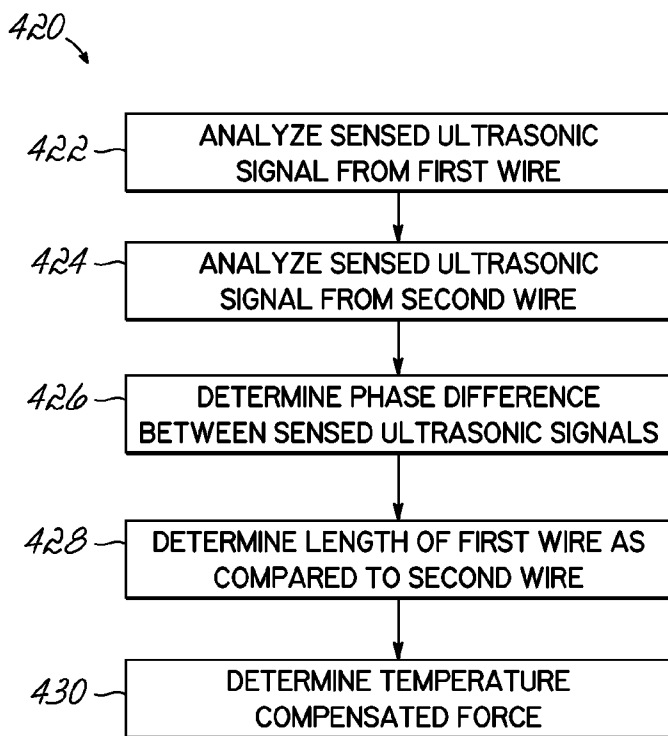 420
422
ANALYZE SENSED ULTRASONIC
SIGNAL FROM FIRST WIRE
424
ANALYZE SENSED ULTRASONIC
SIGNAL FROM SECOND WIRE
426
DETERMINE PHASE DIFFERENCE
BETWEEN SENSED ULTRASONIC SIGNALS
428
DETERMINE LENGTH OF FIRST WIRE AS
COMPARED TO SECOND WIRE
430
DETERMINE TEMPERATURE
COMPENSATED FORCE